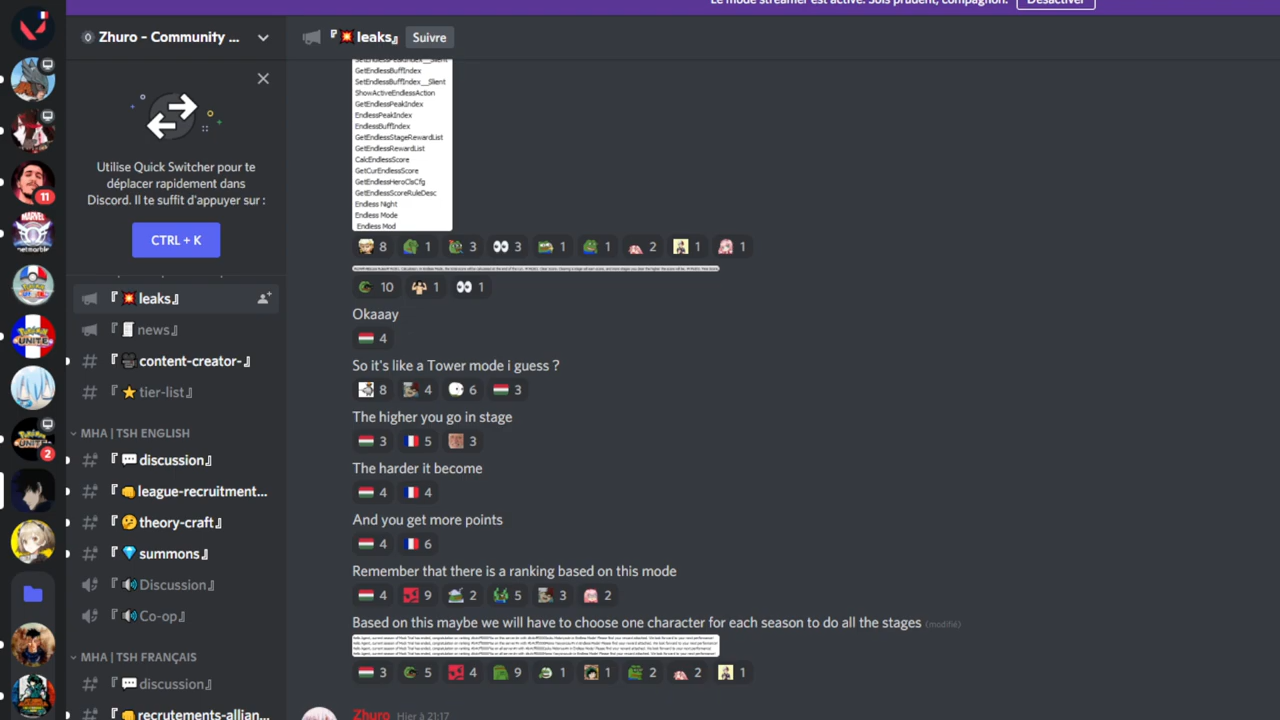 Le mode streamer est activé. Sois prudent, compagnon.
Désactiver
Zhuro - Community ...
『💥leaks』
Suivre
Utilise Quick Switcher pour te
repérer rapidement dans
Discord. Il te suffit d'appuyer sur :
CTRL + K
『💥leaks』
『🧾news』
『🎥content-creator-』
『⭐tier-list』
MHA | TSH ENGLISH
『💬discussion』
『👊league-recruitment...
『🤔theory-craft』
『💎summons』
『🔊Discussion』
『🔊Co-op』
MHA | TSH FRANÇAIS
『💬discussion』
『👊recrutements-allian...
11
2
MARVEL
netmarble
UNITE
GetEndlessBuffIndex
SetEndlessBuffIndex__Slient
ShowActiveEndlessAction
GetEndlessPeakIndex
EndlessPeakIndex
EndlessBuffIndex
GetEndlessStageRewardList
GetEndlessRewardList
CalcEndlessScore
GetCurEndlessScore
GetEndlessHeroClsCfg
GetEndlessScoreRuleDesc
Endless Night
Endless Mode
Endless Mod
8 1 3 3 1 1 2 1 1
10 1 1
Okaaay
4
So it's like a Tower mode i guess ?
8 4 6 3
The higher you go in stage
3 5 3
The harder it become
4 4
And you get more points
4 6
Remember that there is a ranking based on this mode
4 9 2 5 3 2
Based on this maybe we will have to choose one character for each season to do all the stages (modifié)
3 5 4 9 1 1 2 2 1
Zhuro Hier à 21:17